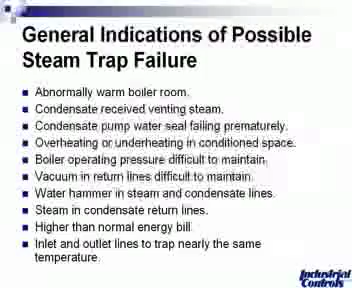 General Indications of Possible
Steam Trap Failure
Abnormally warm boiler room.
Condensate received venting steam.
Condensate pump water seal failing prematurely.
Overheating or underheating in conditioned space.
Boiler operating pressure difficult to maintain.
Vacuum in return lines difficult to maintain.
Water hammer in steam and condensate lines.
Steam in condensate return lines.
Higher than normal energy bill.
Inlet and outlet lines to trap nearly the same
temperature.
Industrial
Controls